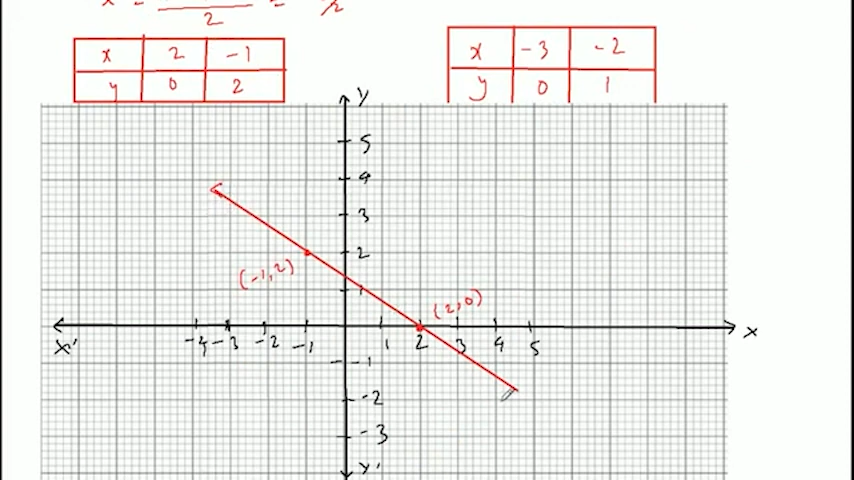 2
x 2 -1
y 0 2
x -3 -2
y 0 1
y
5
4
3
2
(-1,2)
1
(2,0)
x' -4 -3 -2 -1 1 2 3 4 5 x
-1
-2
-3
y'